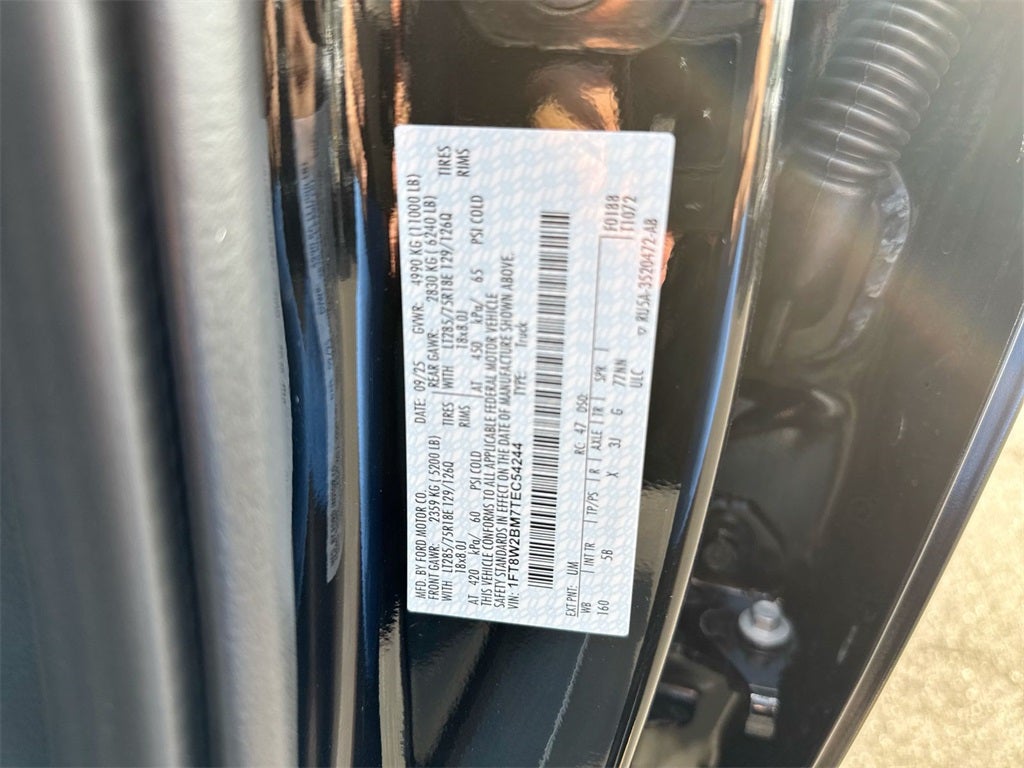 MFD. BY FORD MOTOR CO. DATE: 09/25 GVWR: 4990 KG (11000 LB)
FRONT GAWR: 2359 KG (5200 LB) REAR GAWR: 2830 KG (6240 LB)
WITH LT285/75R18E 129/126Q TIRES WITH LT285/75R18E 129/126Q TIRES
18x8.0J RIMS 18x8.0J RIMS
AT 420 kPa/ 60 PSI COLD AT 450 kPa/ 65 PSI COLD
THIS VEHICLE CONFORMS TO ALL APPLICABLE FEDERAL MOTOR VEHICLE
SAFETY STANDARDS IN EFFECT ON THE DATE OF MANUFACTURE SHOWN ABOVE.
VIN: 1FT8W2BM7TEC54244 TYPE: Truck
F0188
T1072
EXT PNT: UM RC: 47 DSO:
WB INT TR TP/PS R AXLE TR SPR
160 5B X 3J G 77NN
ULC
▽ RU5A-3520472-AB